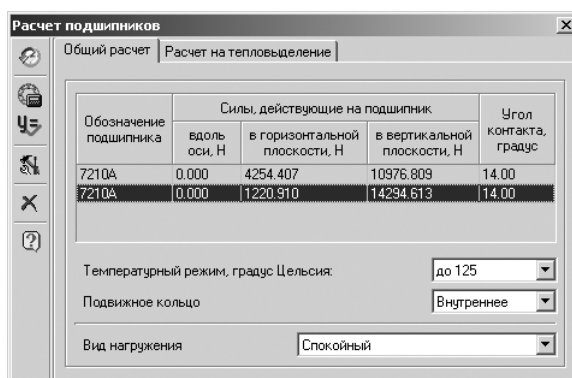 Расчет подшипников
Общий расчет Расчет на тепловыделение
Обозначение подшипника
Силы, действующие на подшипник
Угол контакта, градус
вдоль оси, Н
в горизонтальной плоскости, Н
в вертикальной плоскости, Н
7210А 0.000 4254.407 10976.809 14.00
7210А 0.000 1220.910 14294.613 14.00
Температурный режим, градус Цельсия: до 125
Подвижное кольцо Внутреннее
Вид нагружения Спокойный